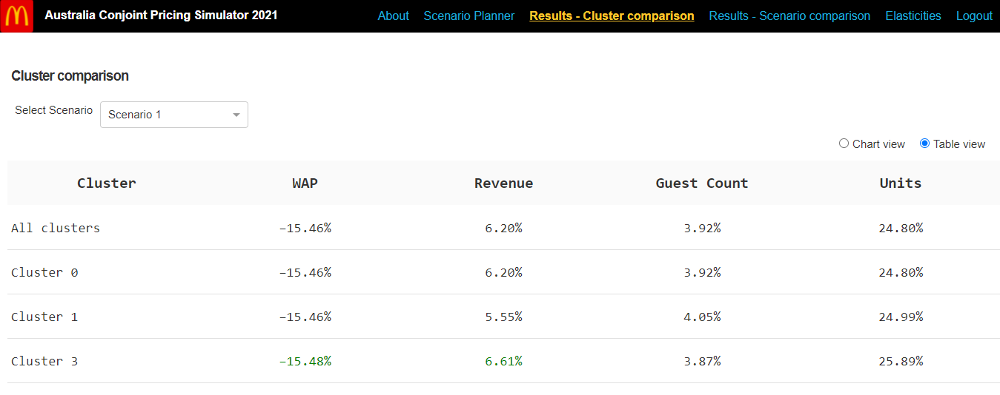 Australia Conjoint Pricing Simulator 2021 About Scenario Planner Results - Cluster comparison Results - Scenario comparison Elasticities Logout
Cluster comparison
Select Scenario Scenario 1
Chart view Table view
Cluster WAP Revenue Guest Count Units
All clusters −15.46% 6.20% 3.92% 24.80%
Cluster 0 −15.46% 6.20% 3.92% 24.80%
Cluster 1 −15.46% 5.55% 4.05% 24.99%
Cluster 3 −15.48% 6.61% 3.87% 25.89%